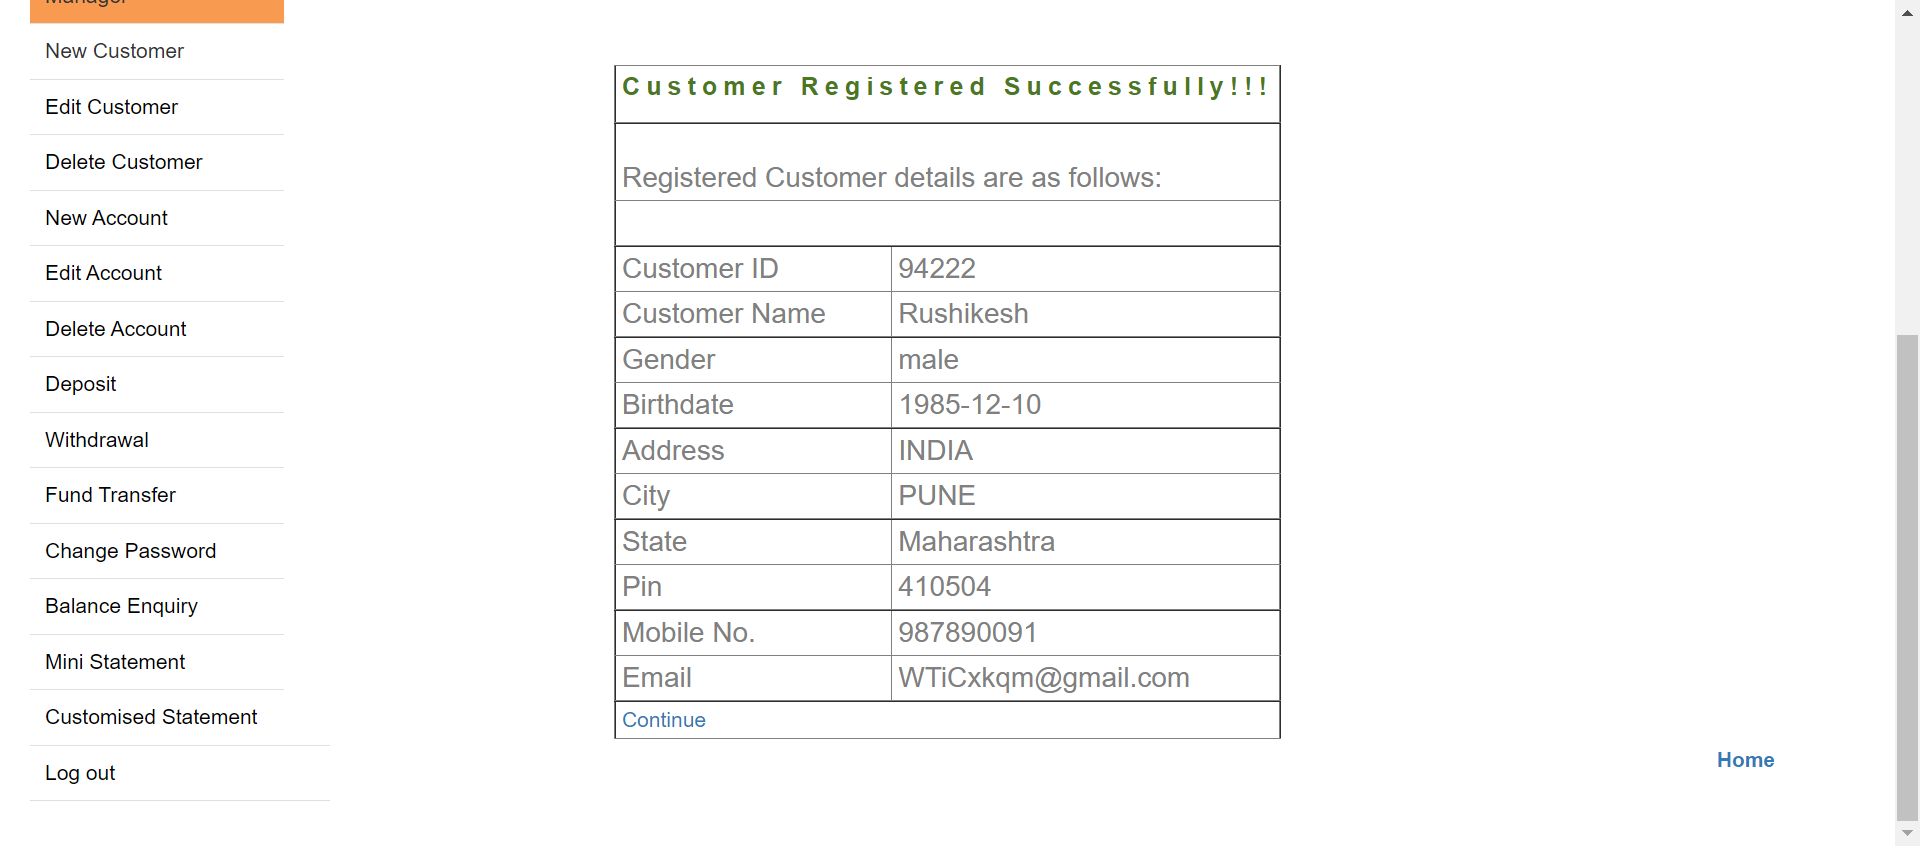 Manager
New Customer
Edit Customer
Delete Customer
New Account
Edit Account
Delete Account
Deposit
Withdrawal
Fund Transfer
Change Password
Balance Enquiry
Mini Statement
Customised Statement
Log out
Customer Registered Successfully!!!
Registered Customer details are as follows:
Customer ID 94222
Customer Name Rushikesh
Gender male
Birthdate 1985-12-10
Address INDIA
City PUNE
State Maharashtra
Pin 410504
Mobile No. 987890091
Email WTiCxkqm@gmail.com
Continue
Home